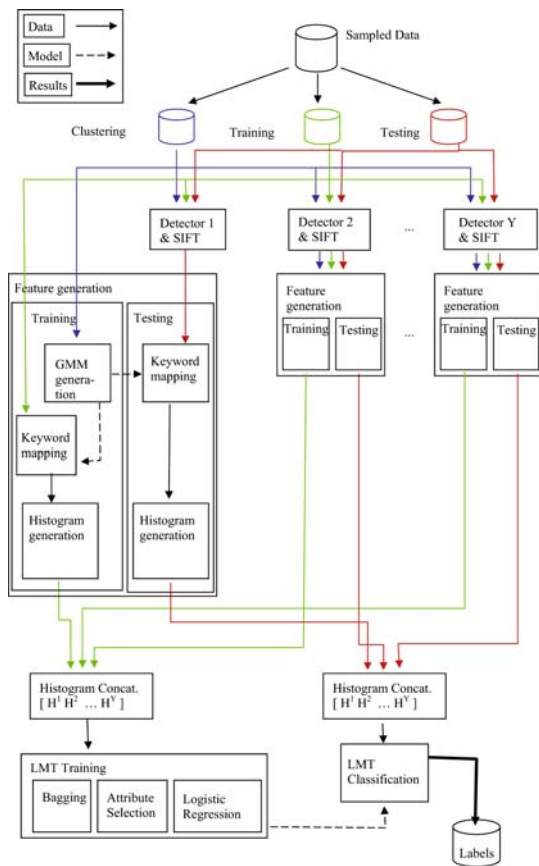 Data
Model
Results
Sampled Data
Clustering
Training
Testing
Detector 1
& SIFT
Detector 2
& SIFT
...
Detector Y
& SIFT
Feature generation
Training
Testing
GMM
genera-
tion
Keyword
mapping
Keyword
mapping
Histogram
generation
Histogram
generation
Feature
generation
Training
Testing
...
Feature
generation
Training
Testing
Histogram Concat.
[ H¹ H² ... Hʸ ]
Histogram Concat.
[ H¹ H² ... Hʸ ]
LMT Training
Bagging
Attribute
Selection
Logistic
Regression
LMT
Classification
Labels